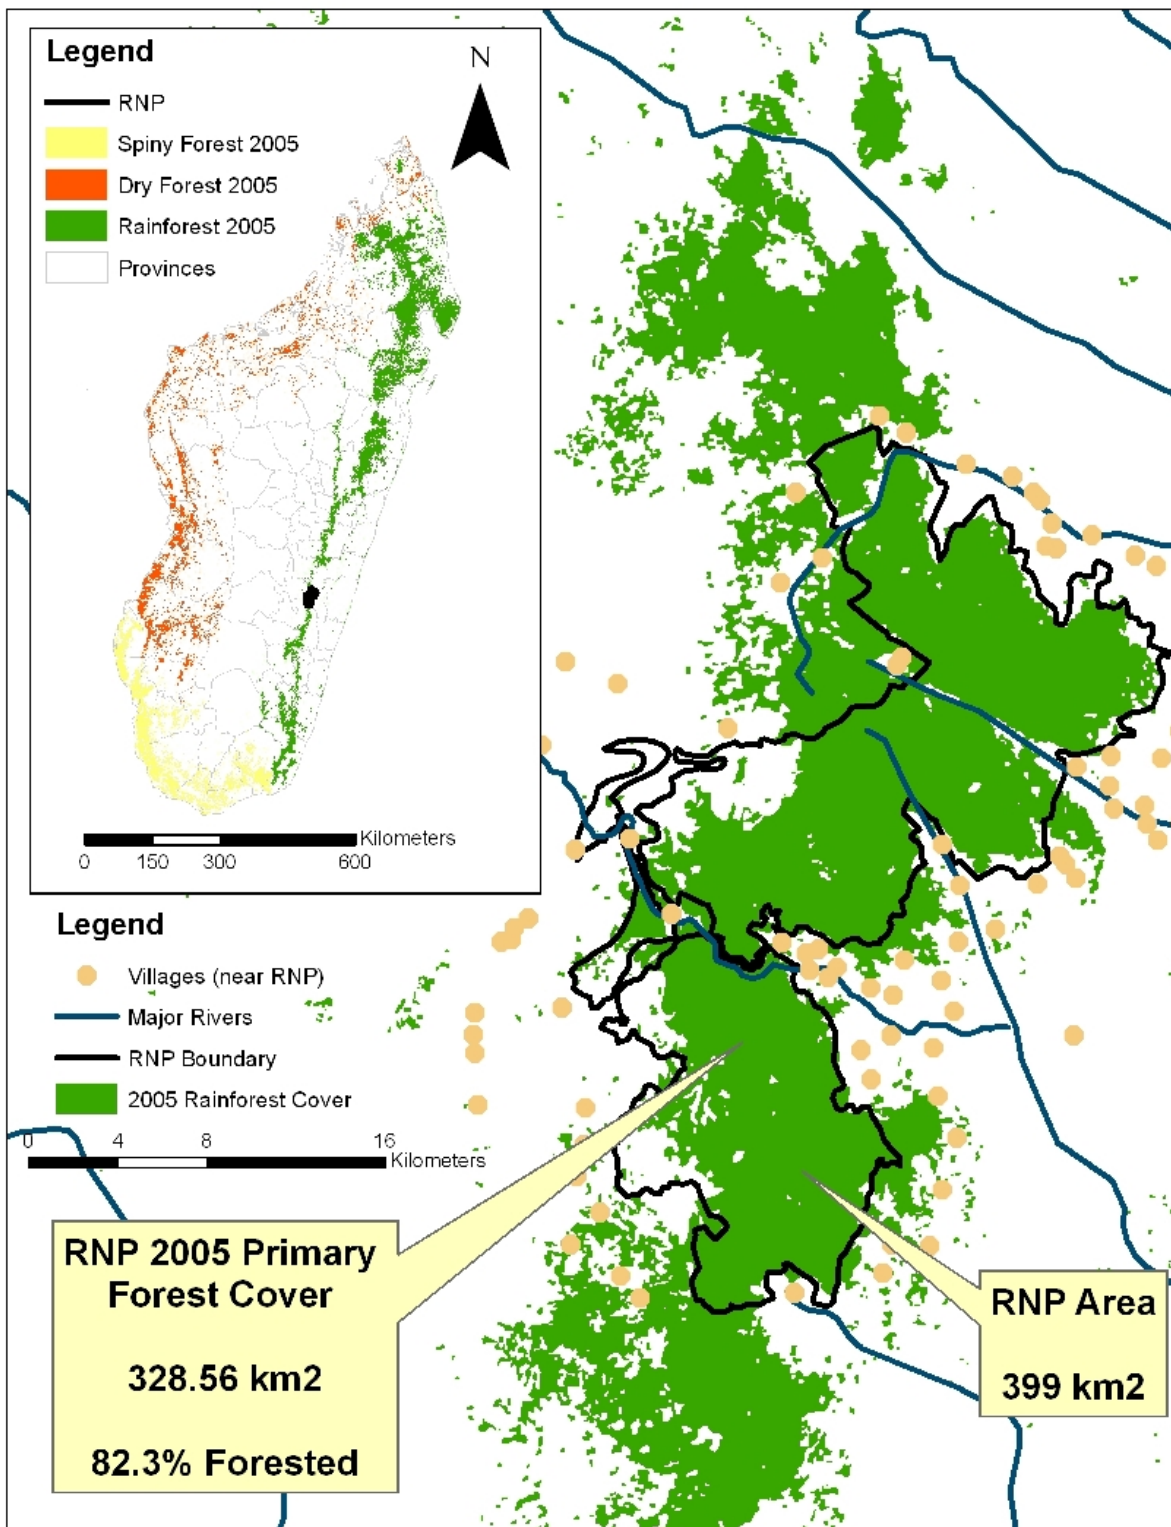 Legend
N
RNP
Spiny Forest 2005
Dry Forest 2005
Rainforest 2005
Provinces
Kilometers
0 150 300 600
Legend
Villages (near RNP)
Major Rivers
RNP Boundary
2005 Rainforest Cover
0 4 8 16
Kilometers
RNP 2005 Primary
Forest Cover
328.56 km2
82.3% Forested
RNP Area
399 km2